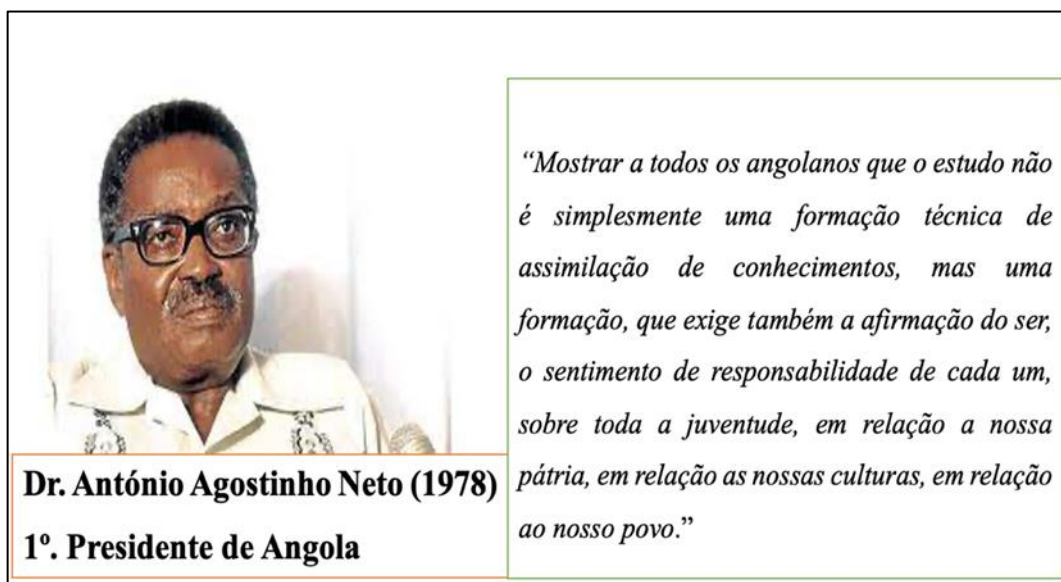 “Mostrar a todos os angolanos que o estudo não
é simplesmente uma formação técnica de
assimilação de conhecimentos, mas uma
formação, que exige também a afirmação do ser,
o sentimento de responsabilidade de cada um,
sobre toda a juventude, em relação a nossa
pátria, em relação as nossas culturas, em relação
ao nosso povo.”
Dr. António Agostinho Neto (1978)
1º. Presidente de Angola